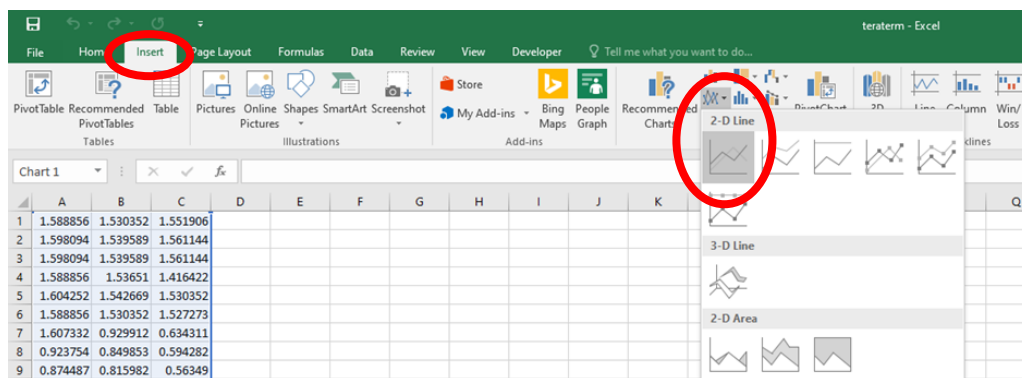 teraterm - Excel
File Home Insert Page Layout Formulas Data Review View Developer Tell me what you want to do...
PivotTable Recommended PivotTables Table
Tables
Pictures Online Pictures Shapes SmartArt Screenshot
Illustrations
Store
My Add-ins
Bing Maps People Graph
Add-ins
Recommended Charts
PivotChart 3D Line Column Win/ Loss
klines
2-D Line
3-D Line
2-D Area
Chart 1 fx
A B C D E F G H I J K Q
1 1.588856 1.530352 1.551906
2 1.598094 1.539589 1.561144
3 1.598094 1.539589 1.561144
4 1.588856 1.53651 1.416422
5 1.604252 1.542669 1.530352
6 1.588856 1.530352 1.527273
7 1.607332 0.929912 0.634311
8 0.923754 0.849853 0.594282
9 0.874487 0.815982 0.56349